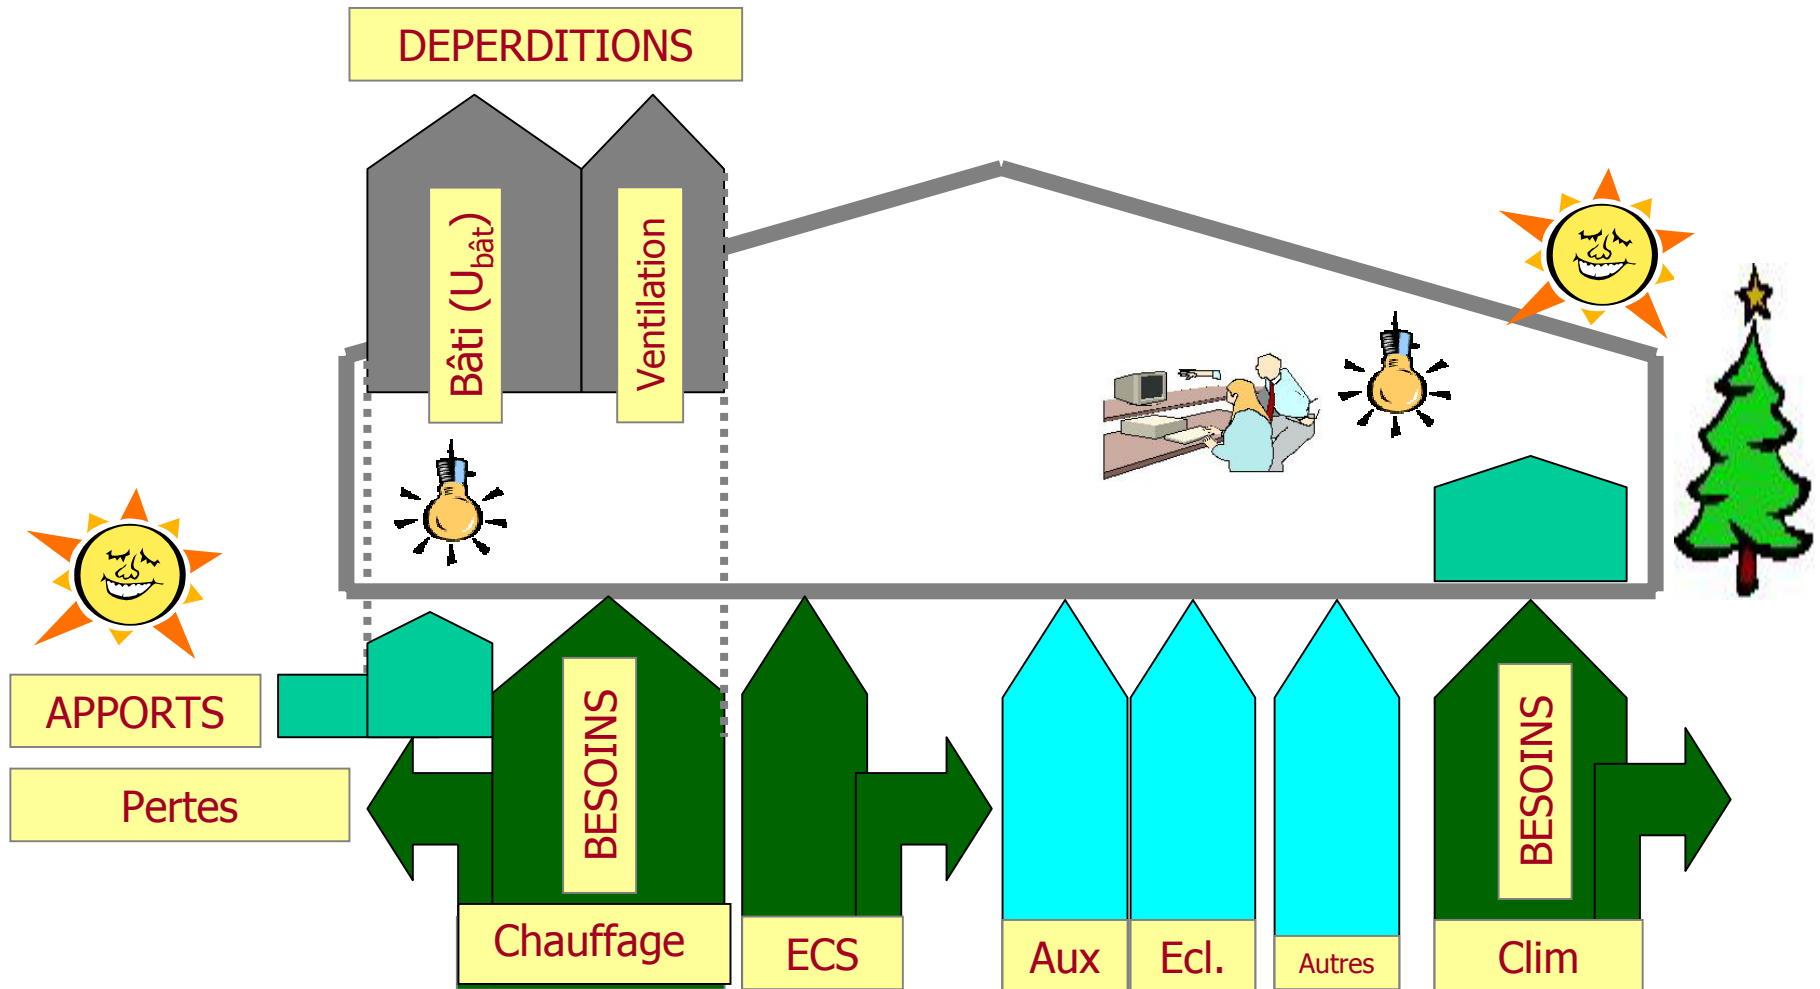 DEPERDITIONS
Bâti (Ubât)
Ventilation
APPORTS
Pertes
BESOINS
BESOINS
Chauffage
ECS
Aux
Ecl.
Autres
Clim